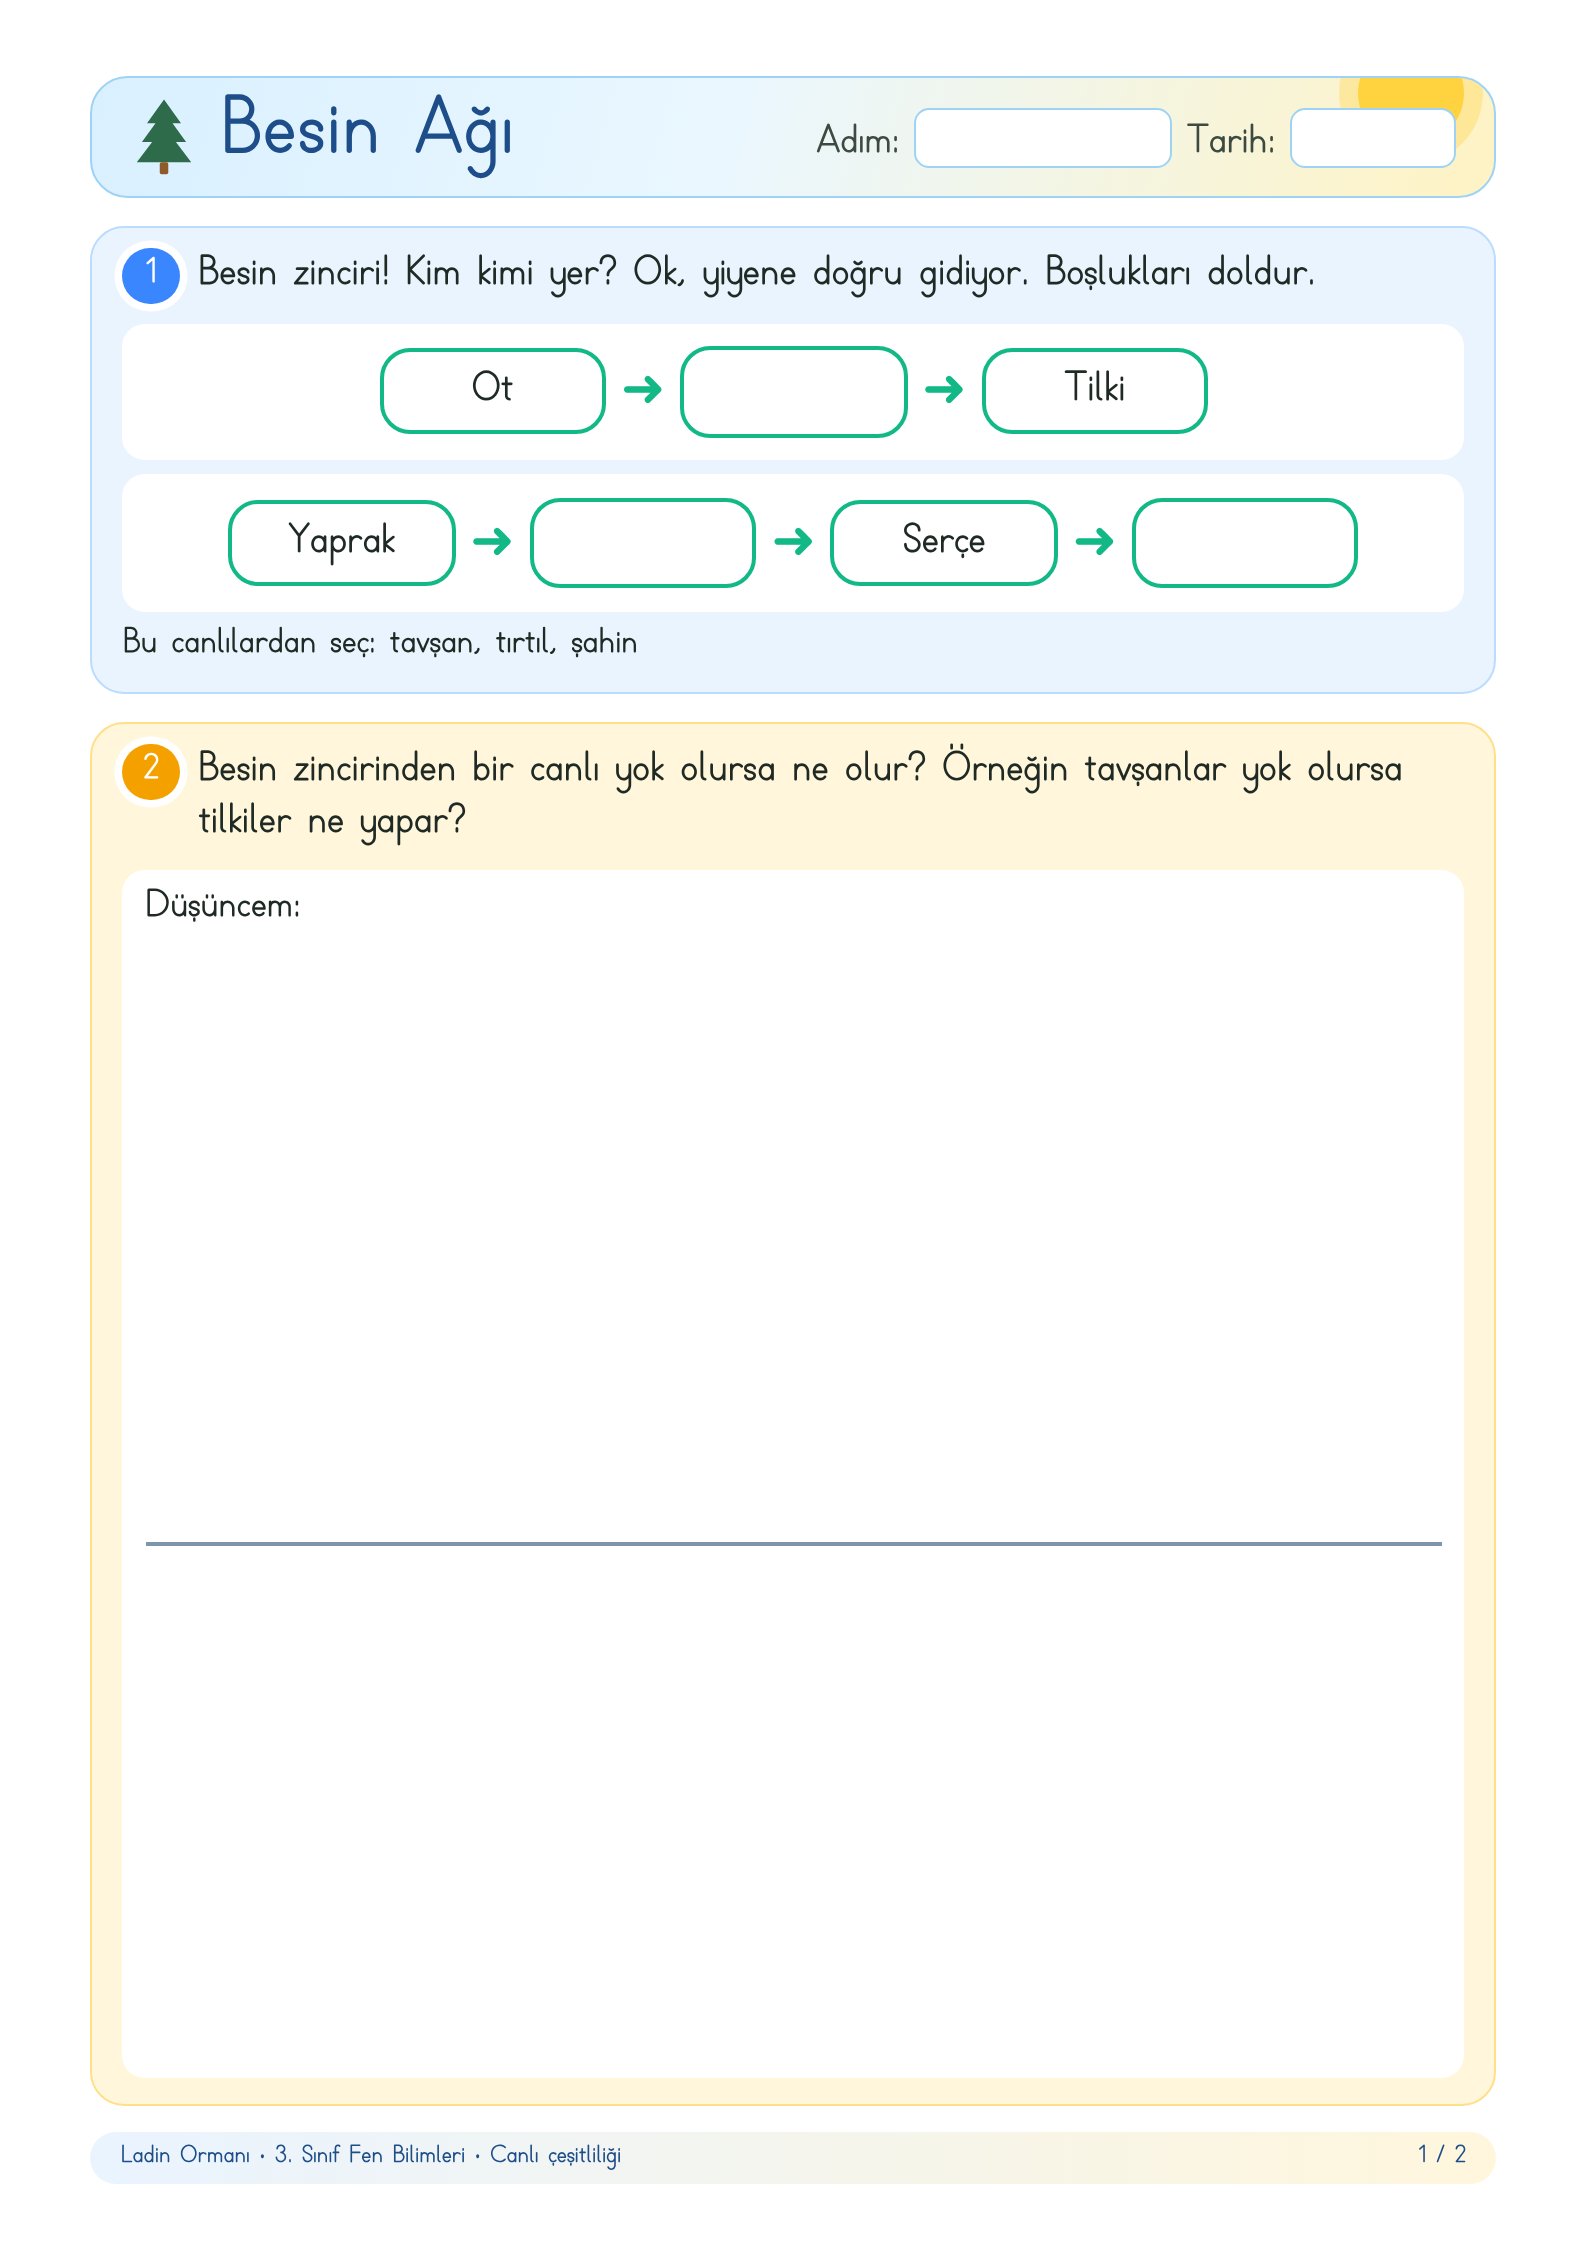 Besin Ağı
Adım:
Tarih:
1
Besin zinciri! Kim kimi yer? Ok, yiyene doğru gidiyor. Boşlukları doldur.
Ot → → Tilki
Yaprak → → Serçe →
Bu canlılardan seç: tavşan, tırtıl, şahin
2
Besin zincirinden bir canlı yok olursa ne olur? Örneğin tavşanlar yok olursa
tilkiler ne yapar?
Düşüncem:
Ladin Ormanı • 3. Sınıf Fen Bilimleri • Canlı çeşitliliği
1 / 2